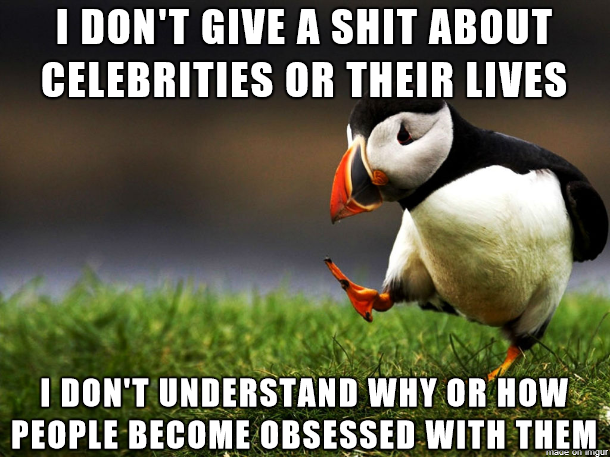 I DON'T GIVE A SHIT ABOUT
CELEBRITIES OR THEIR LIVES
I DON'T UNDERSTAND WHY OR HOW
PEOPLE BECOME OBSESSED WITH THEM
made on imgur